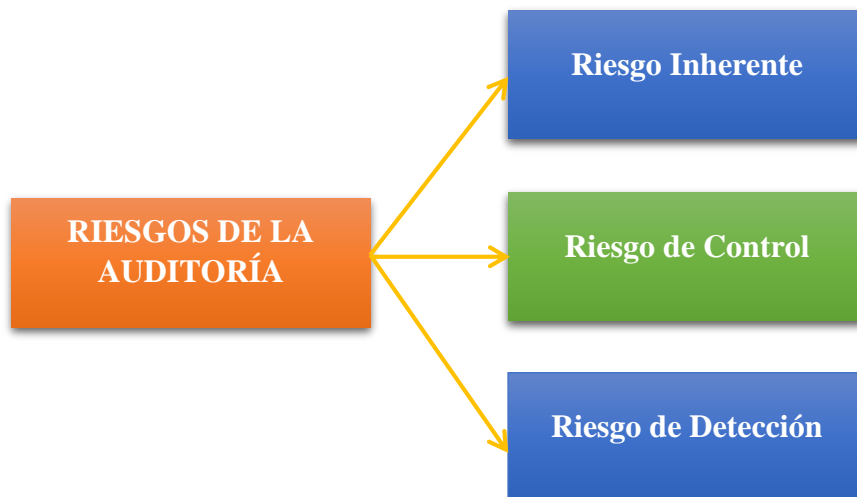 RIESGOS DE LA
AUDITORÍA
Riesgo Inherente
Riesgo de Control
Riesgo de Detección